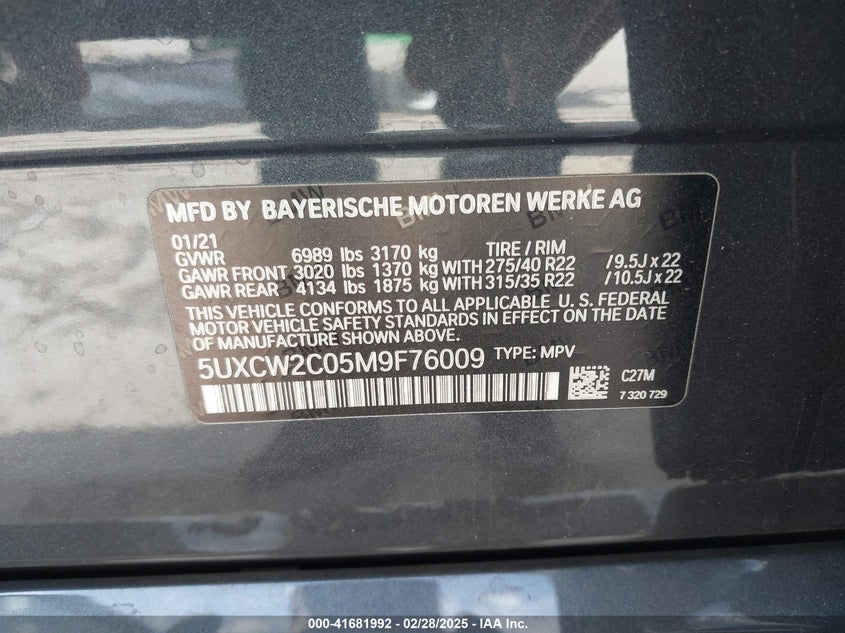 MFD BY BAYERISCHE MOTOREN WERKE AG
01/21 TIRE / RIM
GVWR 6989 lbs 3170 kg
GAWR FRONT 3020 lbs 1370 kg WITH 275/40 R22 / 9.5J x 22
GAWR REAR 4134 lbs 1875 kg WITH 315/35 R22 / 10.5J x 22
THIS VEHICLE CONFORMS TO ALL APPLICABLE U. S. FEDERAL
MOTOR VEHICLE SAFETY STANDARDS IN EFFECT ON THE DATE
OF MANUFACTURE SHOWN ABOVE.
5UXCW2C05M9F76009 TYPE: MPV
C27M
7 320 729
000-41681992 - 02/28/2025 - © IAA Inc.